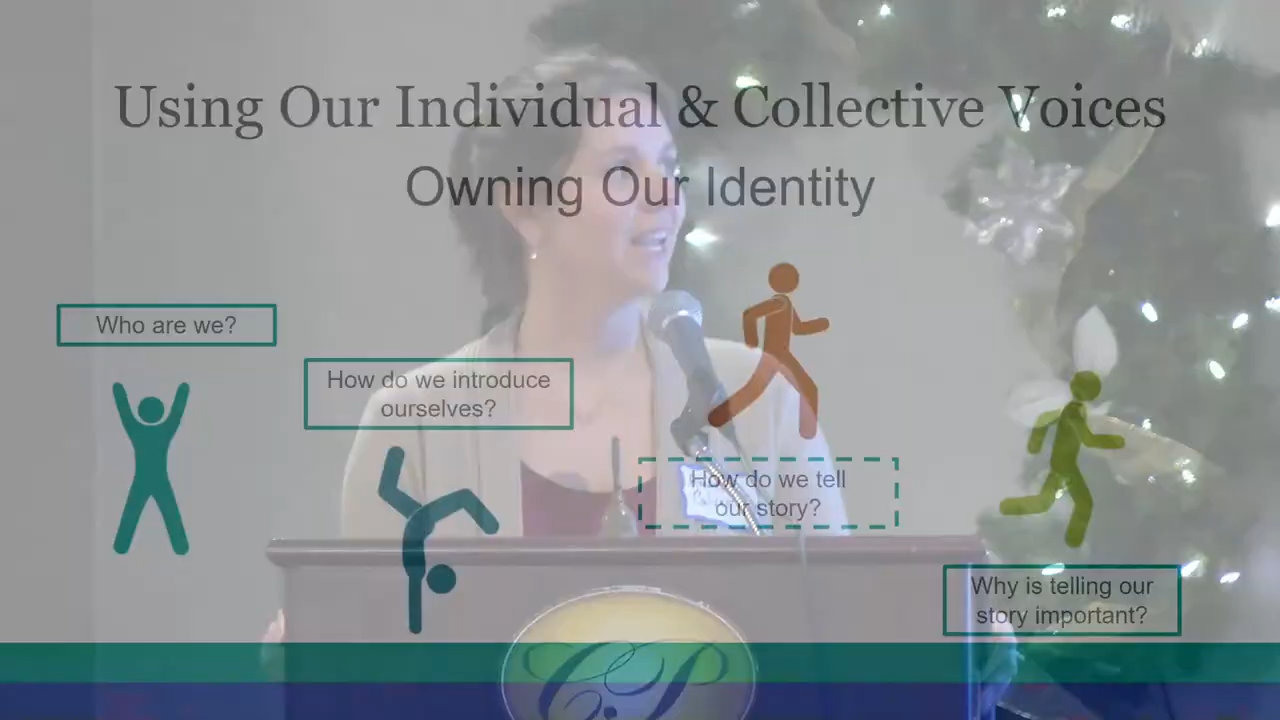 Using Our Individual & Collective Voices
Owning Our Identity
Who are we?
How do we introduce
ourselves?
How do we tell
our story?
Why is telling our
story important?
CP